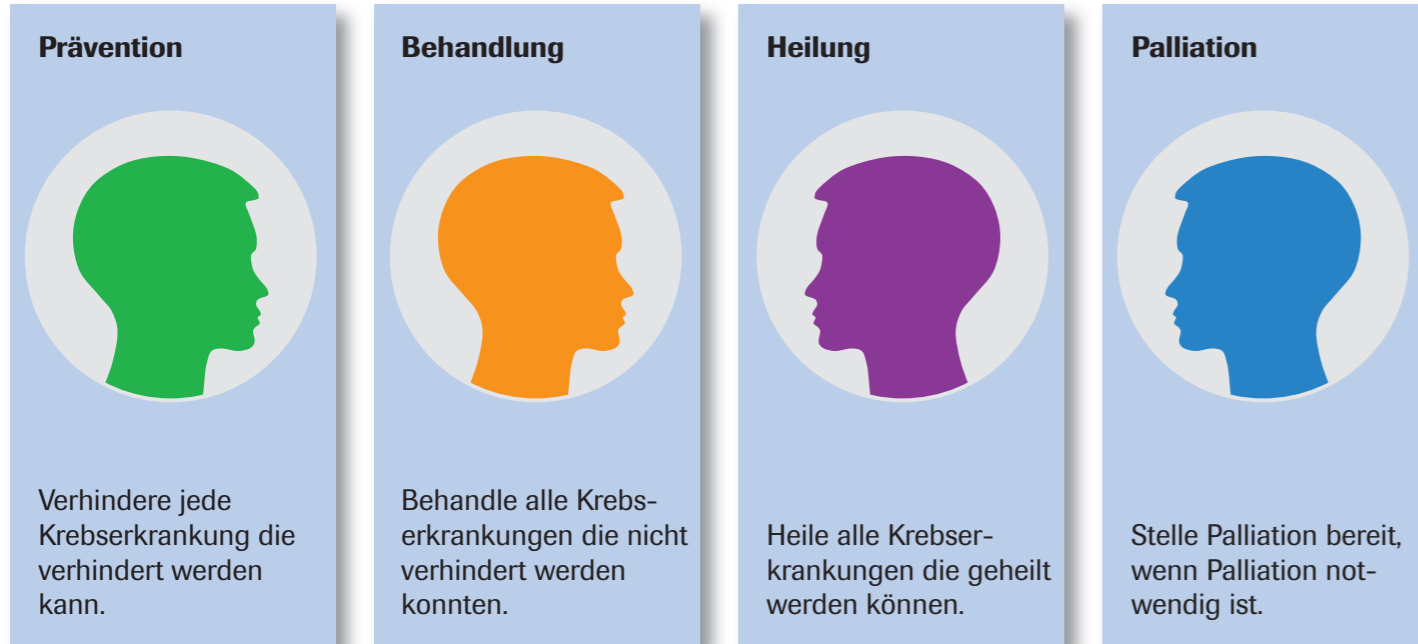 Prävention
Verhindere jede
Krebserkrankung die
verhindert werden
kann.
Behandlung
Behandle alle Krebs-
erkrankungen die nicht
verhindert werden
konnten.
Heilung
Heile alle Krebser-
krankungen die geheilt
werden können.
Palliation
Stelle Palliation bereit,
wenn Palliation not-
wendig ist.